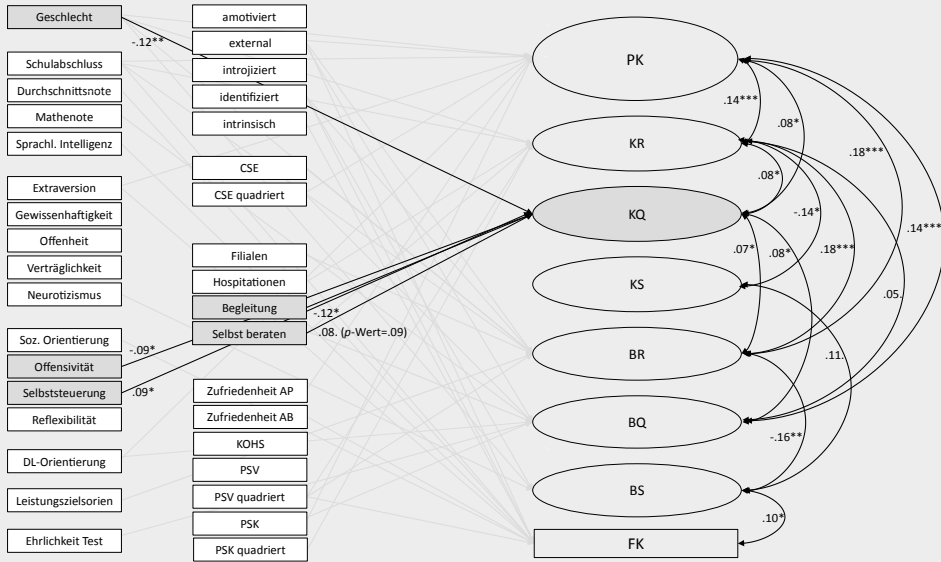 Geschlecht
-.12**
Schulabschluss
Durchschnittsnote
Mathenote
Sprachl. Intelligenz
Extraversion
Gewissenhaftigkeit
Offenheit
Verträglichkeit
Neurotizismus
Soz. Orientierung
-.09*
Offensivität
Selbststeuerung
.09*
Reflexibilität
DL-Orientierung
Leistungszielsorien
Ehrlichkeit Test
amotiviert
external
introjiziert
identifiziert
intrinsisch
CSE
CSE quadriert
Filialen
Hospitationen
Begleitung
-.12*
Selbst beraten
.08. (p-Wert=.09)
Zufriedenheit AP
Zufriedenheit AB
KOHS
PSV
PSV quadriert
PSK
PSK quadriert
PK
KR
KQ
KS
BR
BQ
BS
FK
.14***
.08*
.18***
.08*
-.14*
.14***
.07*
.08*
.18***
.05.
.11.
-.16**
.10*